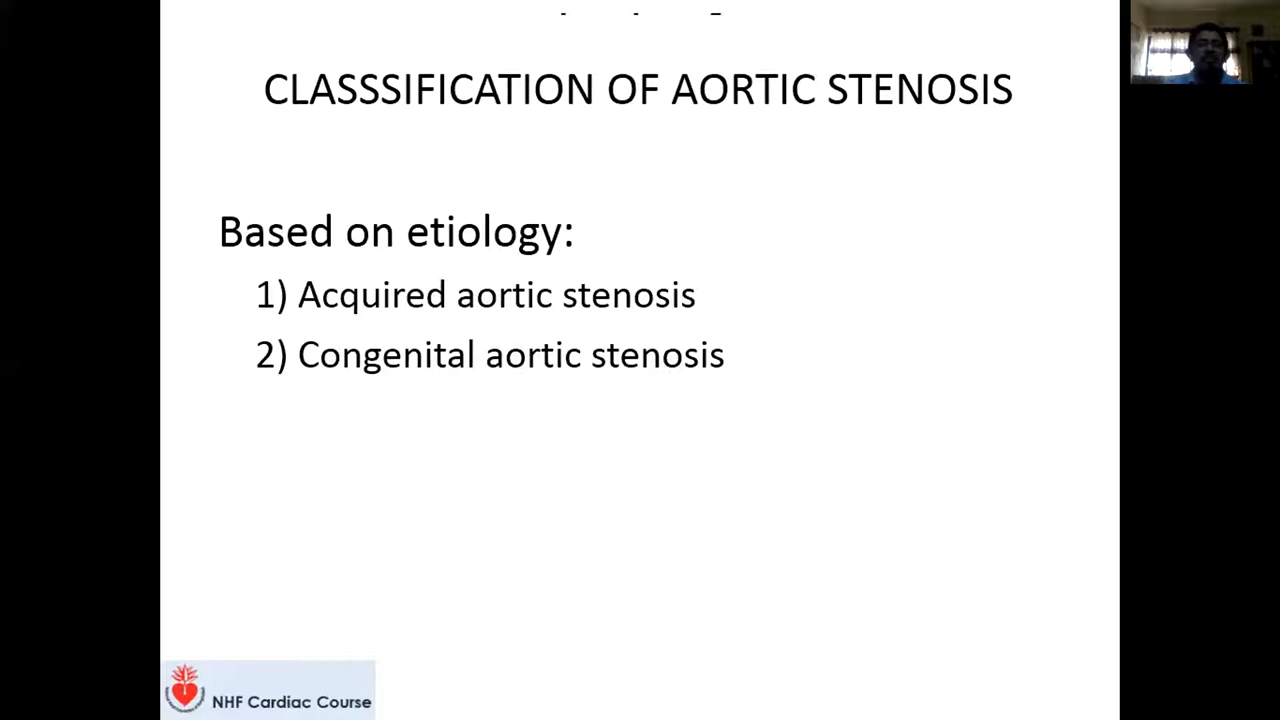 CLASSSIFICATION OF AORTIC STENOSIS
Based on etiology:
1) Acquired aortic stenosis
2) Congenital aortic stenosis
NHF Cardiac Course